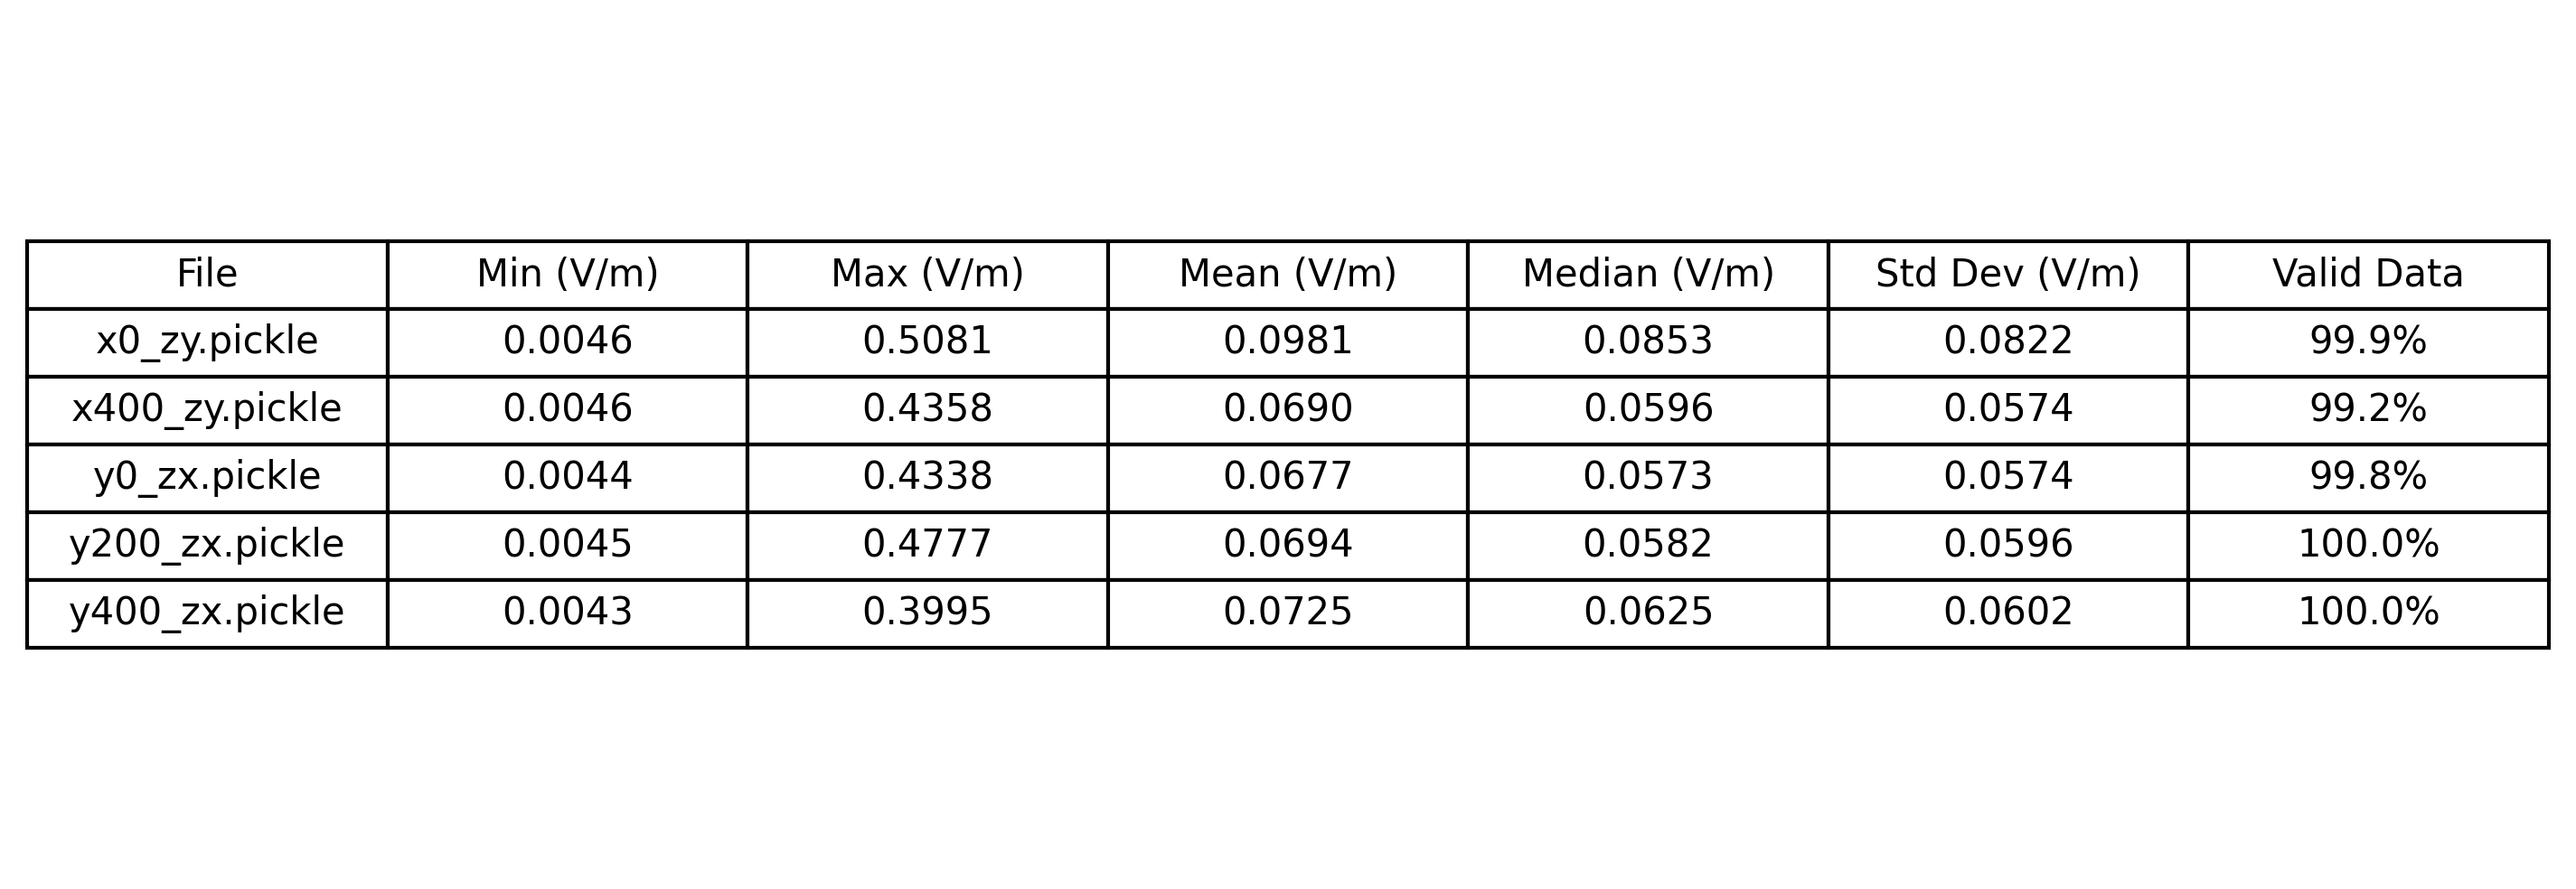 File Min (V/m) Max (V/m) Mean (V/m) Median (V/m) Std Dev (V/m) Valid Data
x0_zy.pickle 0.0046 0.5081 0.0981 0.0853 0.0822 99.9%
x400_zy.pickle 0.0046 0.4358 0.0690 0.0596 0.0574 99.2%
y0_zx.pickle 0.0044 0.4338 0.0677 0.0573 0.0574 99.8%
y200_zx.pickle 0.0045 0.4777 0.0694 0.0582 0.0596 100.0%
y400_zx.pickle 0.0043 0.3995 0.0725 0.0625 0.0602 100.0%